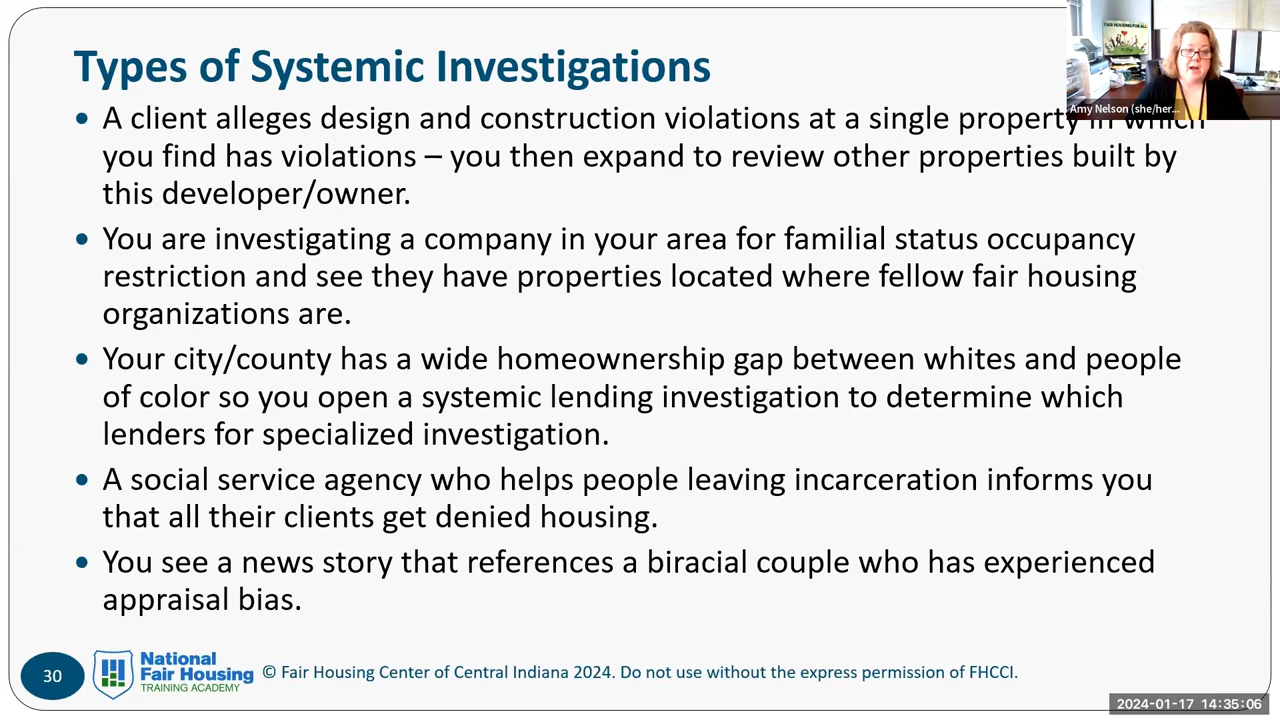 Types of Systemic Investigations
FAIR HOUSING FOR ALL
Amy Nelson (she/her...
• A client alleges design and construction violations at a single property in which
you find has violations – you then expand to review other properties built by
this developer/owner.
• You are investigating a company in your area for familial status occupancy
restriction and see they have properties located where fellow fair housing
organizations are.
• Your city/county has a wide homeownership gap between whites and people
of color so you open a systemic lending investigation to determine which
lenders for specialized investigation.
• A social service agency who helps people leaving incarceration informs you
that all their clients get denied housing.
• You see a news story that references a biracial couple who has experienced
appraisal bias.
30
National
Fair Housing
TRAINING ACADEMY
© Fair Housing Center of Central Indiana 2024. Do not use without the express permission of FHCCI.
2024-01-17 14:35:06